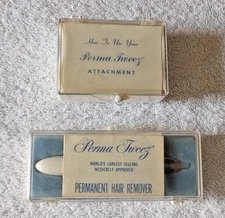 How To Use Your
Perma Tweez
ATTACHMENT
Perma Tweez
WORLD'S LARGEST SELLING
MEDICALLY APPROVED
PERMANENT HAIR REMOVER